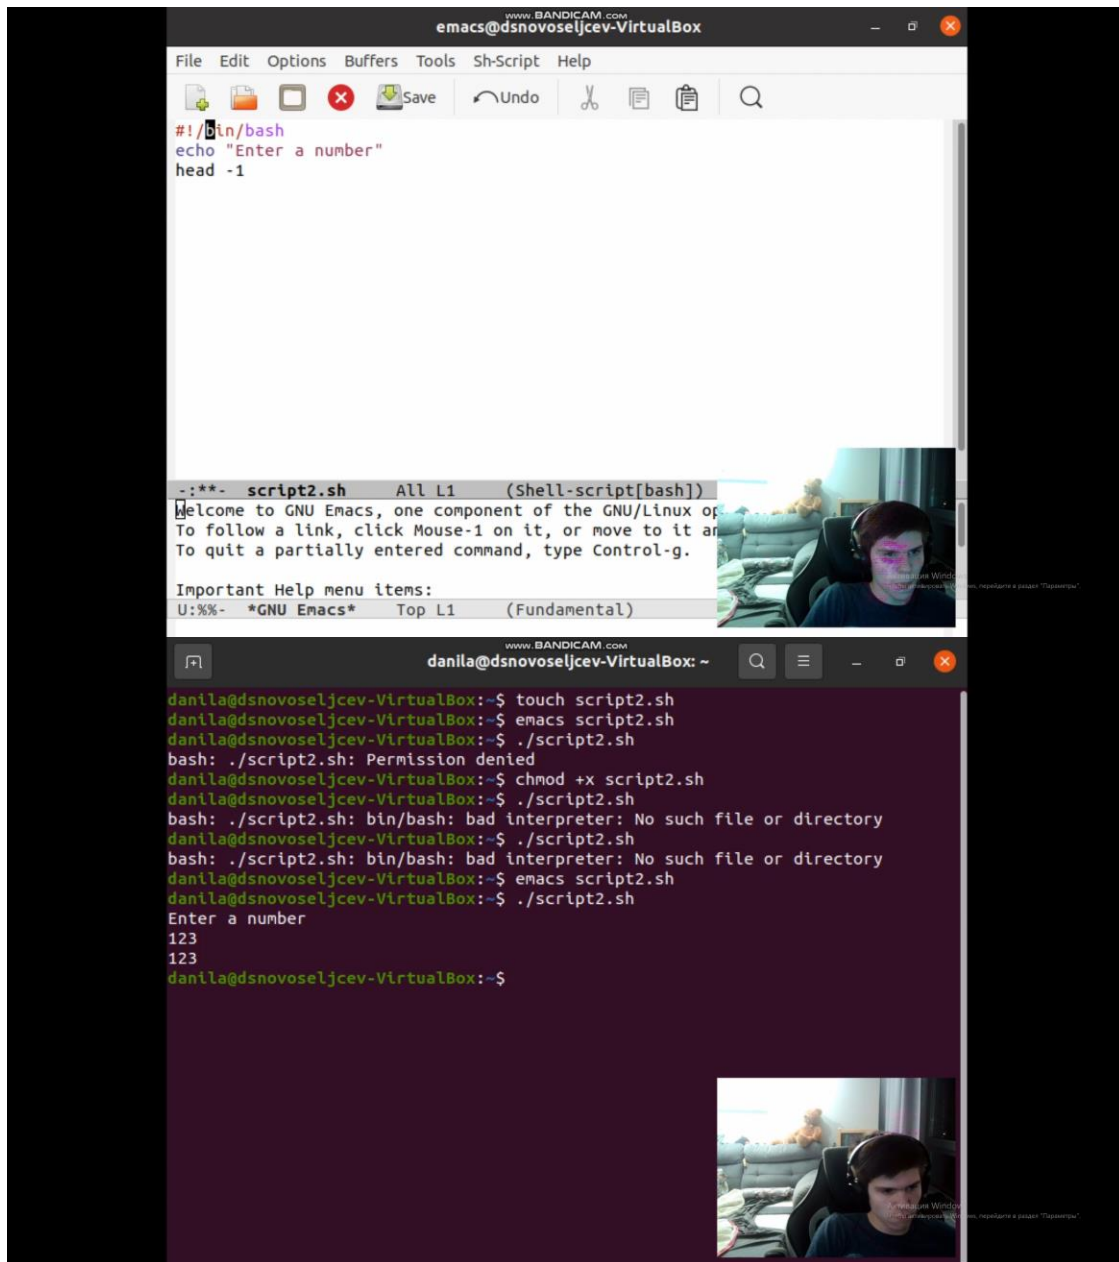 www.BANDICAM.com
emacs@dsnovoseljcev-VirtualBox
File Edit Options Buffers Tools Sh-Script Help
Save Undo
#!/bin/bash
echo "Enter a number"
head -1
-:**- script2.sh All L1 (Shell-script[bash])
Welcome to GNU Emacs, one component of the GNU/Linux op
To follow a link, click Mouse-1 on it, or move to it an
To quit a partially entered command, type Control-g.
Important Help menu items:
U:%%- *GNU Emacs* Top L1 (Fundamental)
www.BANDICAM.com
danila@dsnovoseljcev-VirtualBox: ~
danila@dsnovoseljcev-VirtualBox:~$ touch script2.sh
danila@dsnovoseljcev-VirtualBox:~$ emacs script2.sh
danila@dsnovoseljcev-VirtualBox:~$ ./script2.sh
bash: ./script2.sh: Permission denied
danila@dsnovoseljcev-VirtualBox:~$ chmod +x script2.sh
danila@dsnovoseljcev-VirtualBox:~$ ./script2.sh
bash: ./script2.sh: bin/bash: bad interpreter: No such file or directory
danila@dsnovoseljcev-VirtualBox:~$ ./script2.sh
bash: ./script2.sh: bin/bash: bad interpreter: No such file or directory
danila@dsnovoseljcev-VirtualBox:~$ emacs script2.sh
danila@dsnovoseljcev-VirtualBox:~$ ./script2.sh
Enter a number
123
123
danila@dsnovoseljcev-VirtualBox:~$
Активация Window
перейдите в раздел "Параметры".